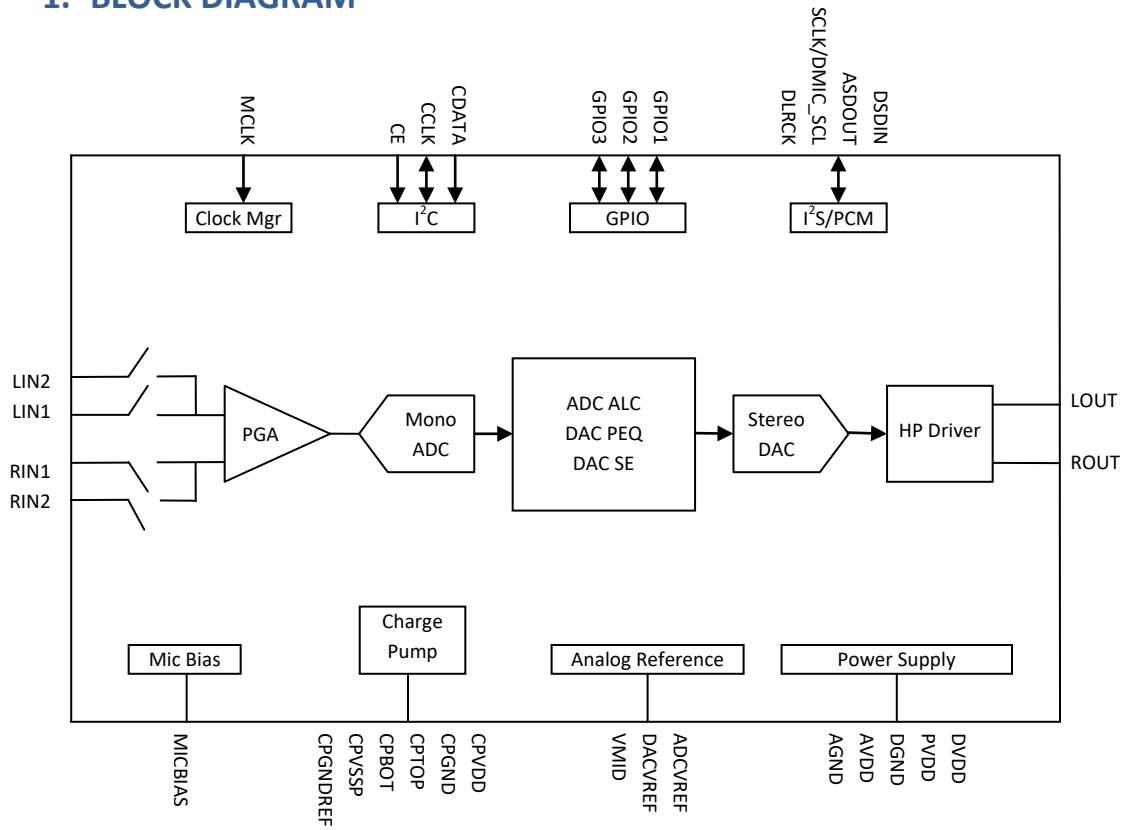 1. BLOCK DIAGRAM
MCLK
CE
CCLK
CDATA
GPIO3
GPIO2
GPIO1
DLRCK
SCLK/DMIC_SCL
ASDOUT
DSDIN
Clock Mgr
I²C
GPIO
I²S/PCM
LIN2
LIN1
RIN1
RIN2
PGA
Mono
ADC
ADC ALC
DAC PEQ
DAC SE
Stereo
DAC
HP Driver
LOUT
ROUT
Mic Bias
Charge
Pump
Analog Reference
Power Supply
MICBIAS
CPGNDREF
CPVSSP
CPBOT
CPTOP
CPGND
CPVDD
VMID
DACVREF
ADCVREF
AGND
AVDD
DGND
PVDD
DVDD